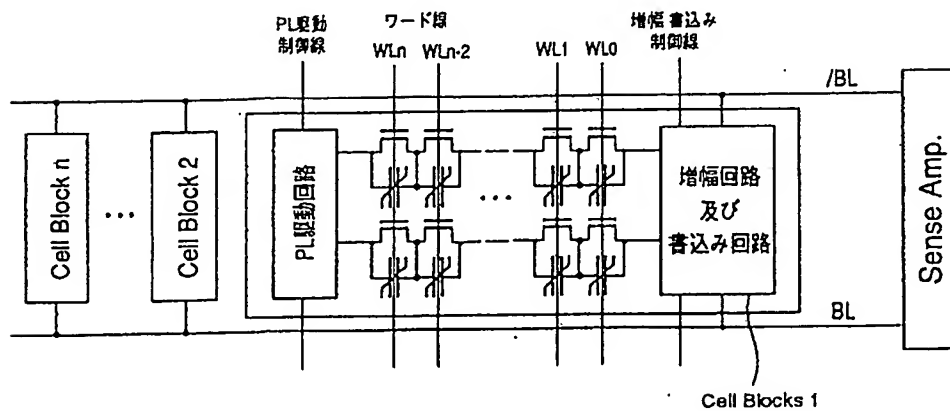 PL駆動
制御線
ワード線
WLn
WLn-2
WL1
WL0
増幅 書込み
制御線
/BL
Cell Block n
...
Cell Block 2
PL駆動回路
...
増幅回路
及び
書込み回路
Sense Amp.
BL
Cell Blocks 1